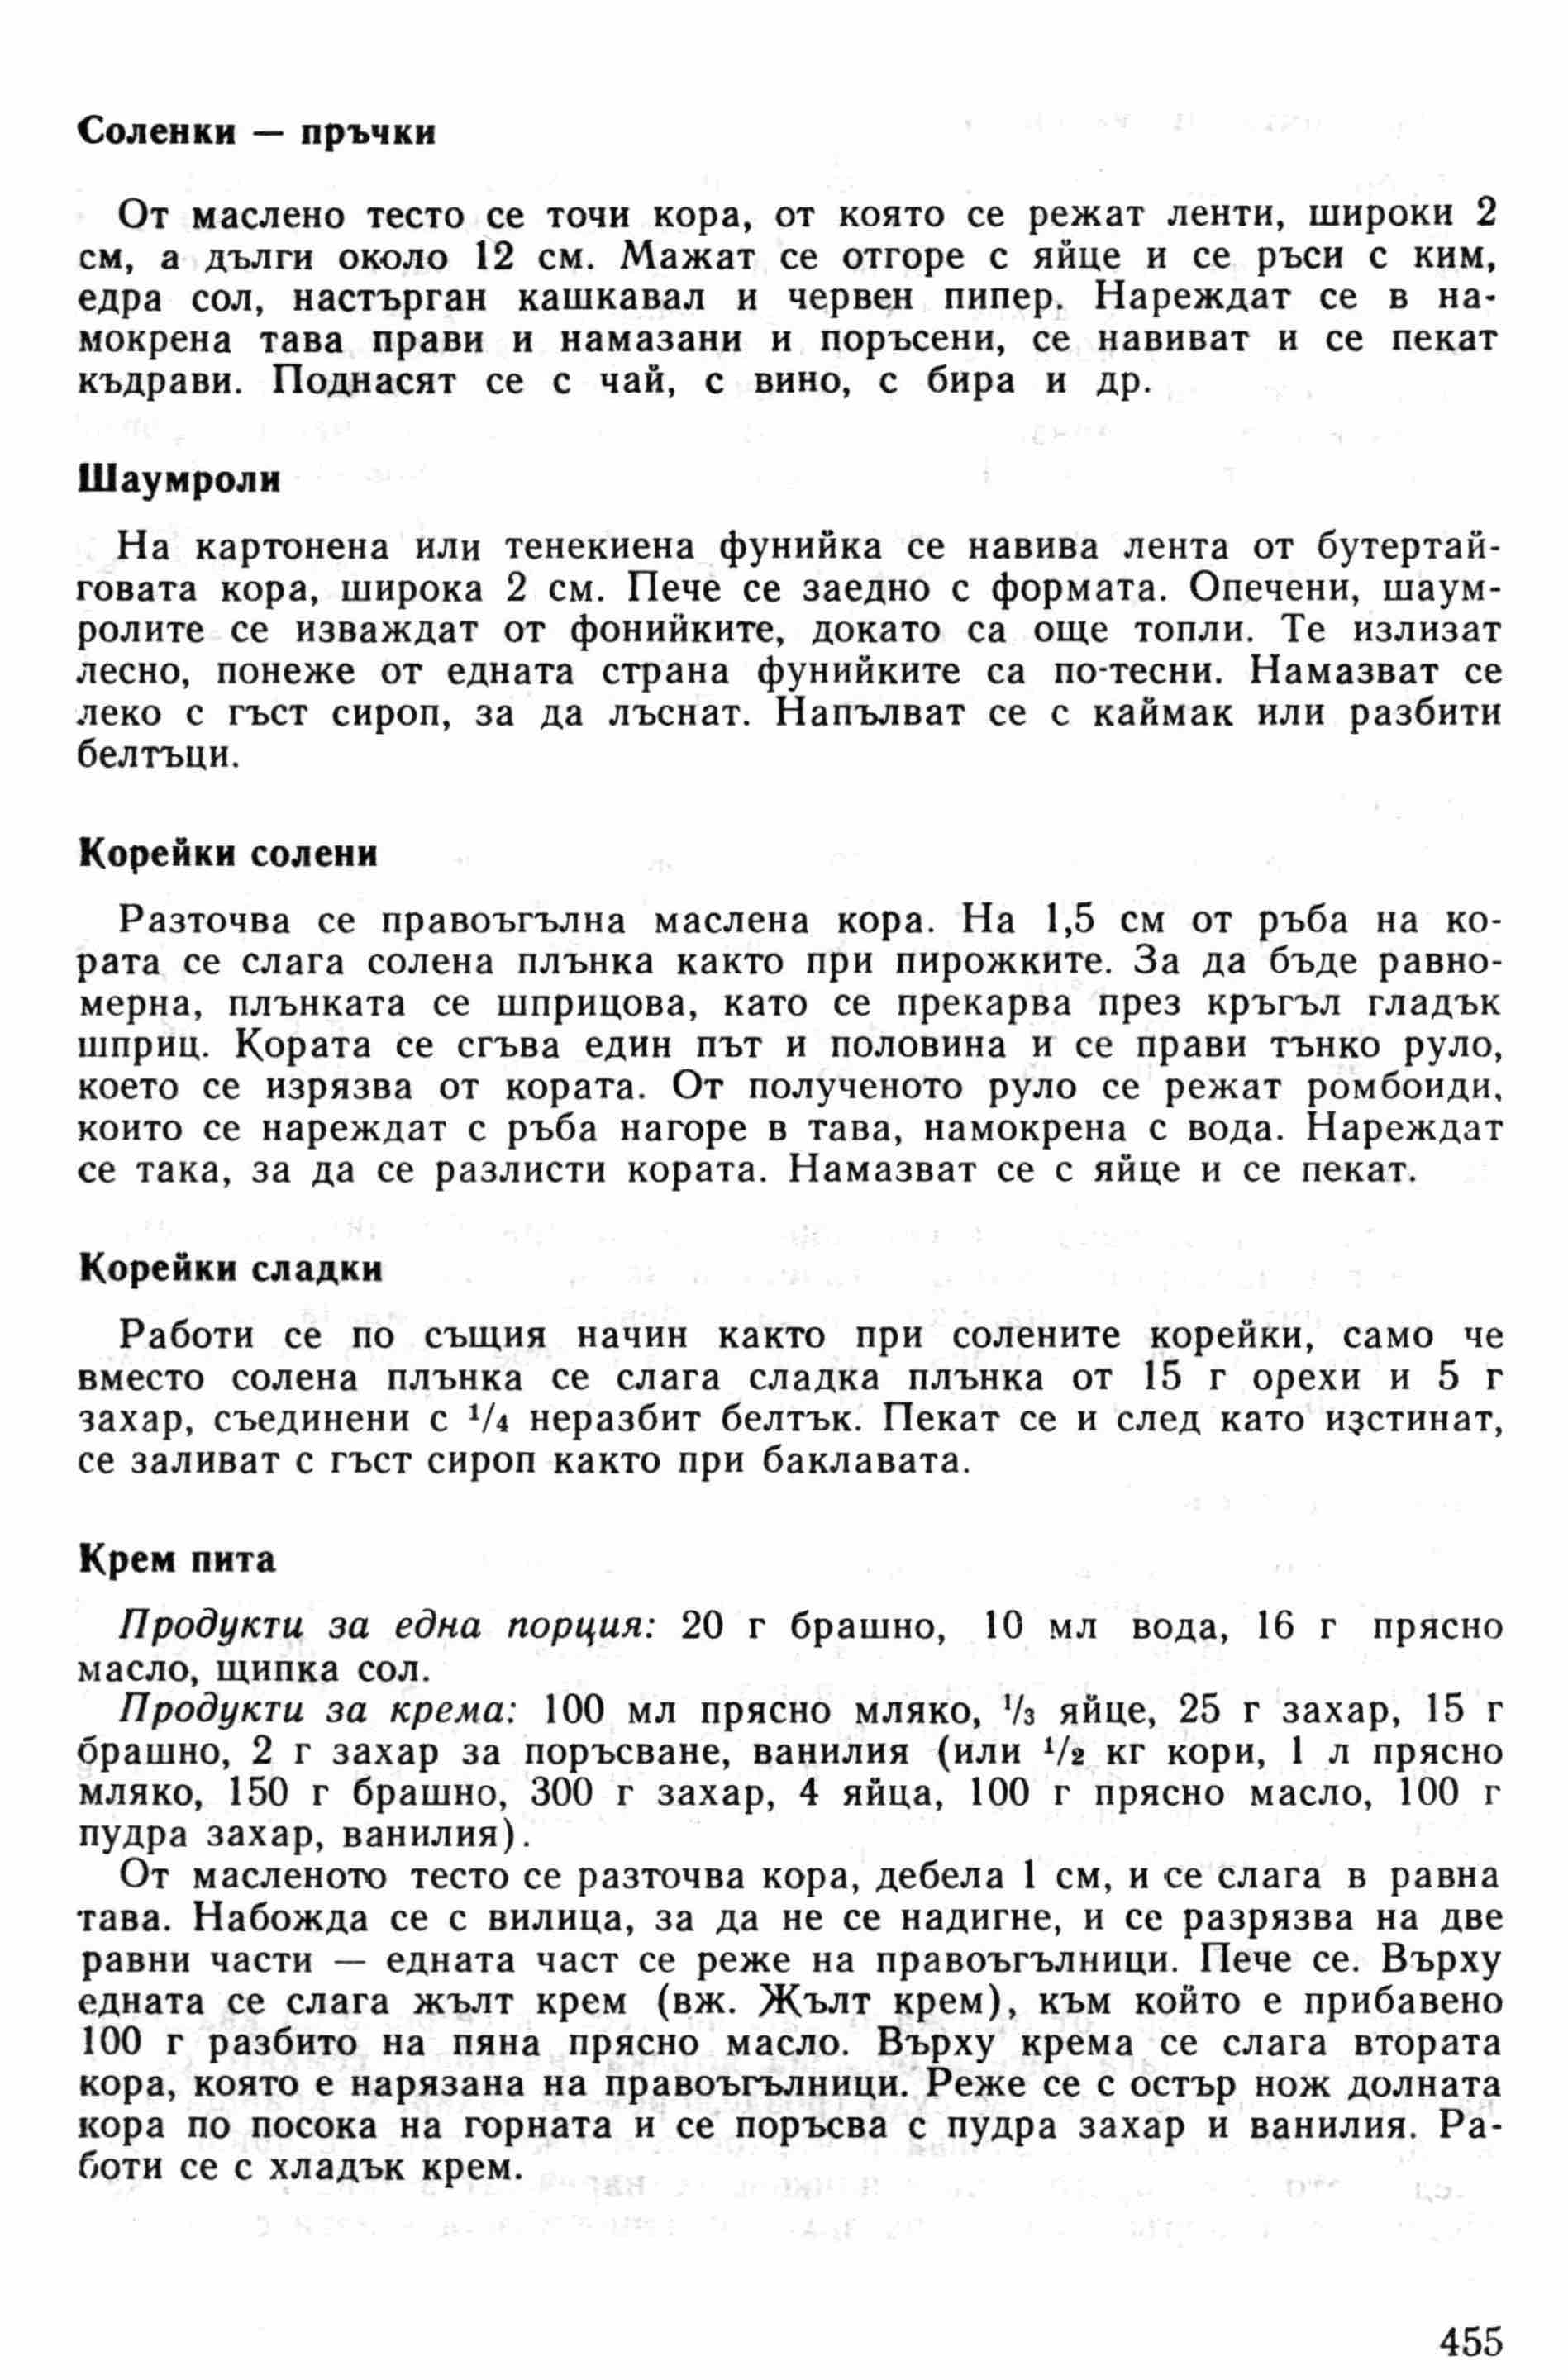 Соленки — пръчки
От маслено тесто се точи кора, от която се режат ленти, широки 2
см, а дълги около 12 см. Мажат се отгоре с яйце и се ръси с ким,
едра сол, настърган кашкавал и червен пипер. Нареждат се в на-
мокрена тава прави и намазани и поръсени, се навиват и се пекат
къдрави. Поднасят се с чай, с вино, с бира и др.
Шаумроли
На картонена или тенекиена фунийка се навива лента от бутертай-
говата кора, широка 2 см. Пече се заедно с формата. Опечени, шаум-
ролите се изваждат от фонийките, докато са още топли. Те излизат
лесно, понеже от едната страна фунийките са по-тесни. Намазват се
леко с гъст сироп, за да лъснат. Напълват се с каймак или разбити
белтъци.
Корейки солени
Разточва се правоъгълна маслена кора. На 1,5 см от ръба на ко-
рата се слага солена плънка както при пирожките. За да бъде равно-
мерна, плънката се шприцова, като се прекарва през кръгъл гладък
шприц. Кората се сгъва един път и половина и се прави тънко руло,
което се изрязва от кората. От полученото руло се режат ромбоиди,
които се нареждат с ръба нагоре в тава, намокрена с вода. Нареждат
се така, за да се разлисти кората. Намазват се с яйце и се пекат.
Корейки сладки
Работи се по същия начин както при солените корейки, само че
вместо солена плънка се слага сладка плънка от 15 г орехи и 5 г
захар, съединени с 1/4 неразбит белтък. Пекат се и след като изстинат,
се заливат с гъст сироп както при баклавата.
Крем пита
Продукти за една порция: 20 г брашно, 10 мл вода, 16 г прясно
масло, щипка сол.
Продукти за крема: 100 мл прясно мляко, 1/3 яйце, 25 г захар, 15 г
брашно, 2 г захар за поръсване, ванилия (или 1/2 кг кори, 1 л прясно
мляко, 150 г брашно, 300 г захар, 4 яйца, 100 г прясно масло, 100 г
пудра захар, ванилия).
От масленото тесто се разточва кора, дебела 1 см, и се слага в равна
тава. Набожда се с вилица, за да не се надигне, и се разрязва на две
равни части — едната част се реже на правоъгълници. Пече се. Върху
едната се слага жълт крем (вж. Жълт крем), към който е прибавено
100 г разбито на пяна прясно масло. Върху крема се слага втората
кора, която е нарязана на правоъгълници. Реже се с остър нож долната
кора по посока на горната и се поръсва с пудра захар и ванилия. Ра-
боти се с хладък крем.
455